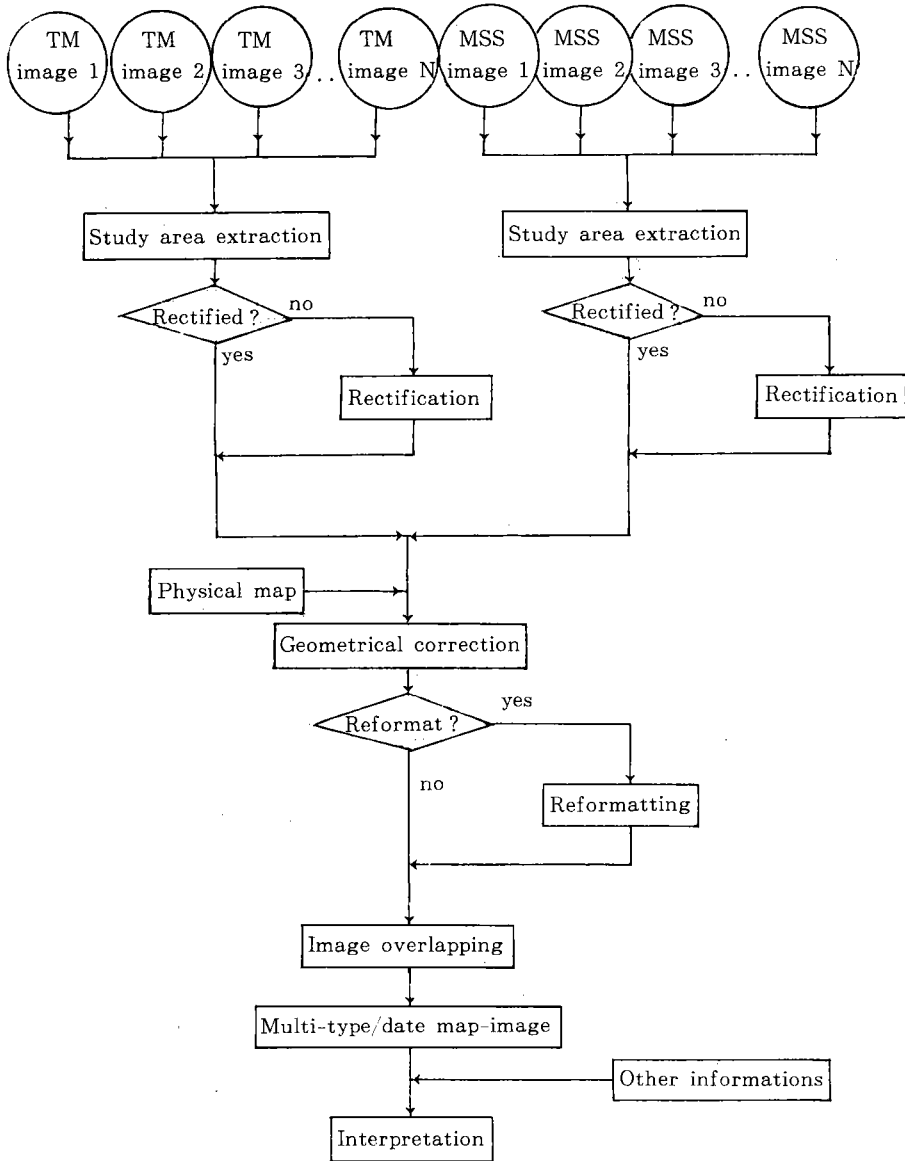 TM
image 1
TM
image 2
TM
image 3
. .
TM
image N
MSS
image 1
MSS
image 2
MSS
image 3
. .
MSS
image N
Study area extraction
Study area extraction
Rectified ?
no
yes
Rectified ?
no
yes
Rectification
Rectification
Physical map
Geometrical correction
Reformat ?
yes
no
Reformatting
Image overlapping
Multi-type/date map-image
Other informations
Interpretation